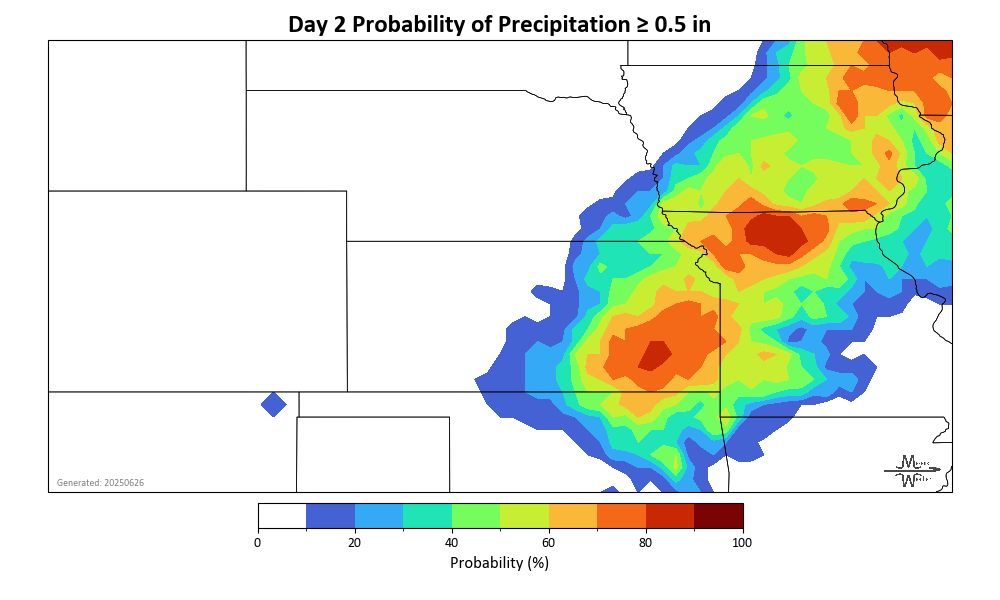 Day 2 Probability of Precipitation ≥ 0.5 in
Generated: 20250626
0 20 40 60 80 100
Probability (%)